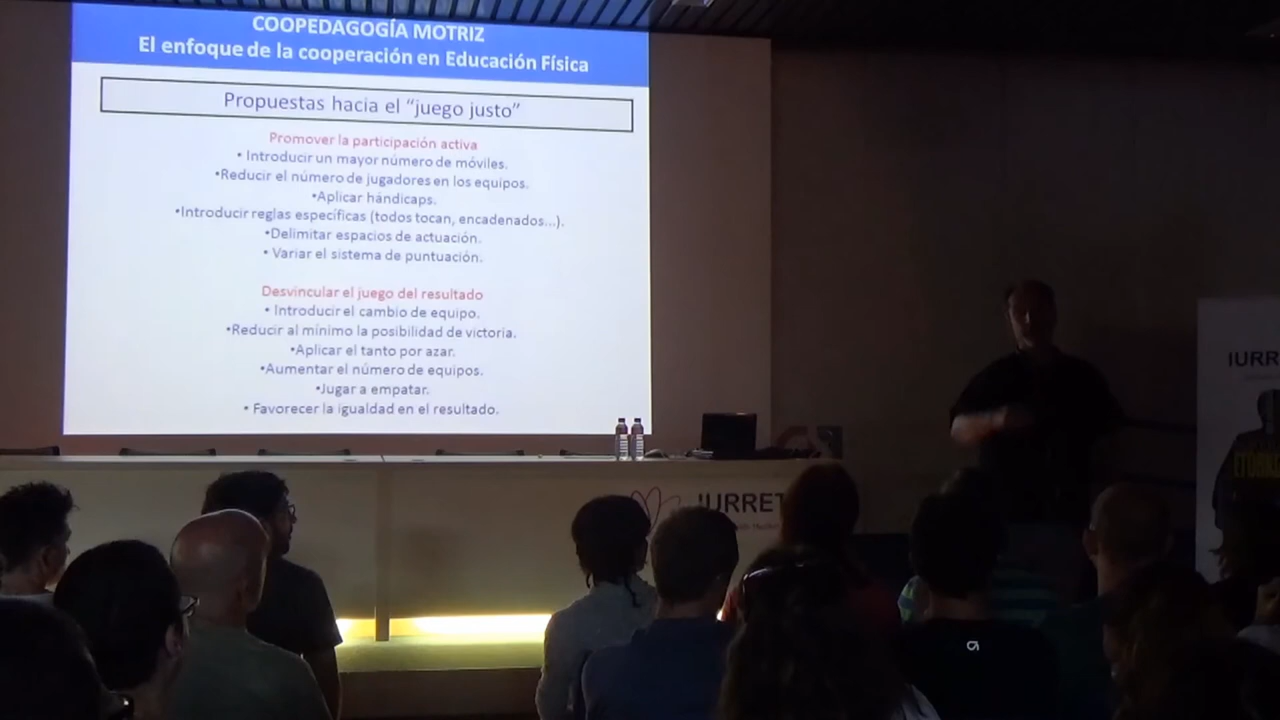 COOPEDAGOGÍA MOTRIZ
El enfoque de la cooperación en Educación Física
Propuestas hacia el “juego justo”
Promover la participación activa
• Introducir un mayor número de móviles.
•Reducir el número de jugadores en los equipos.
•Aplicar hándicaps.
•Introducir reglas específicas (todos tocan, encadenados...).
•Delimitar espacios de actuación.
• Variar el sistema de puntuación.
Desvincular el juego del resultado
• Introducir el cambio de equipo.
•Reducir al mínimo la posibilidad de victoria.
•Aplicar el tanto por azar.
•Aumentar el número de equipos.
•Jugar a empatar.
• Favorecer la igualdad en el resultado.
IURR
IURRET